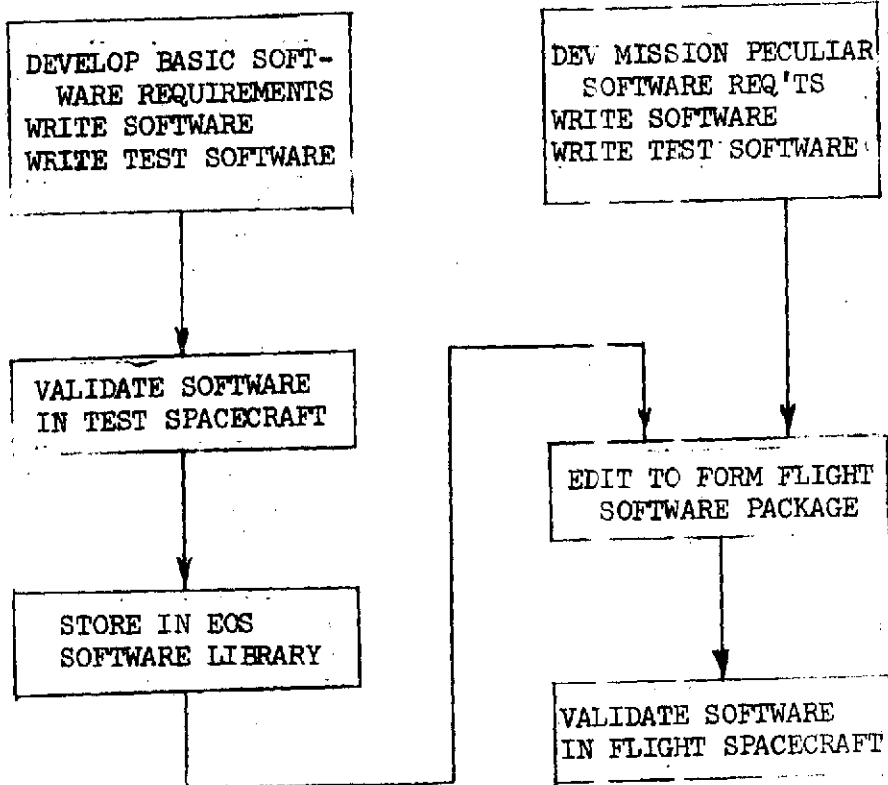 DEVELOP BASIC SOFT-
WARE REQUIREMENTS
WRITE SOFTWARE
WRITE TEST SOFTWARE
VALIDATE SOFTWARE
IN TEST SPACECRAFT
STORE IN EOS
SOFTWARE LIBRARY
DEV MISSION PECULIAR
SOFTWARE REQ'TS
WRITE SOFTWARE
WRITE TEST SOFTWARE
EDIT TO FORM FLIGHT
SOFTWARE PACKAGE
VALIDATE SOFTWARE
IN FLIGHT SPACECRAFT